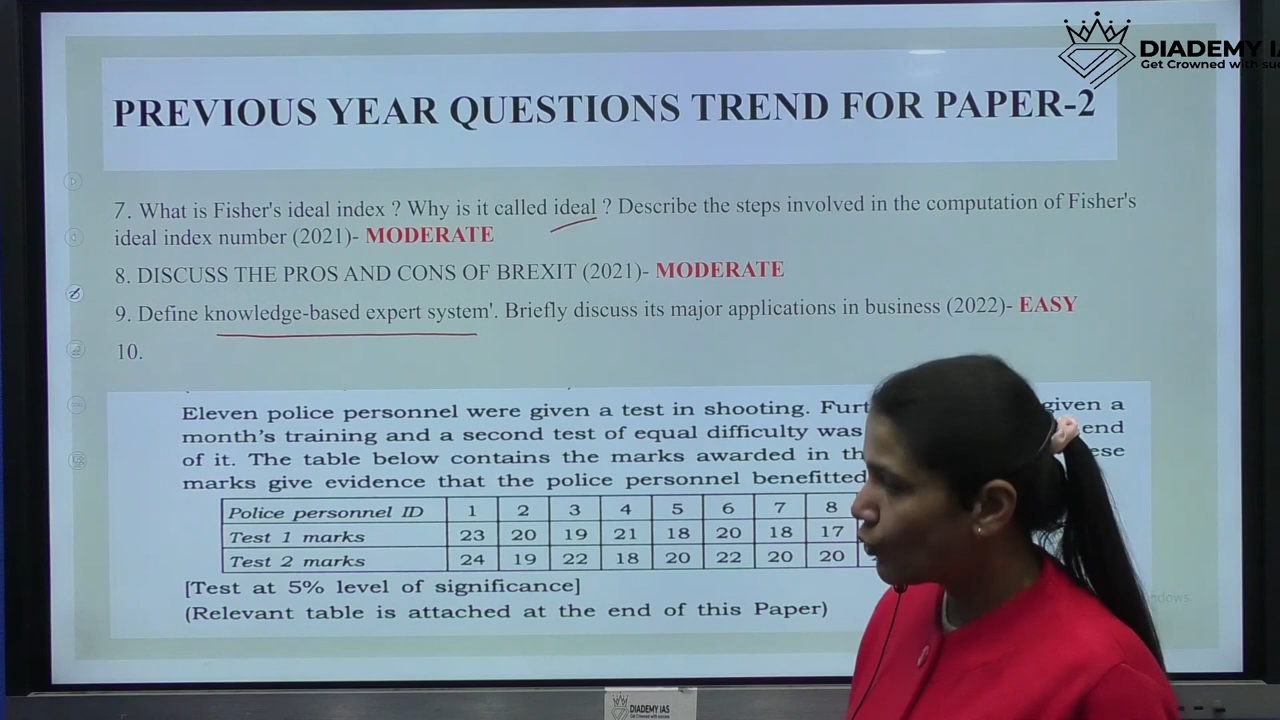 DIADEMY IA
Get Crowned with suc
PREVIOUS YEAR QUESTIONS TREND FOR PAPER-2
7. What is Fisher's ideal index ? Why is it called ideal ? Describe the steps involved in the computation of Fisher's
ideal index number (2021)- MODERATE
8. DISCUSS THE PROS AND CONS OF BREXIT (2021)- MODERATE
9. Define knowledge-based expert system'. Briefly discuss its major applications in business (2022)- EASY
10.
Eleven police personnel were given a test in shooting. Furt given a
month's training and a second test of equal difficulty was end
of it. The table below contains the marks awarded in th ese
marks give evidence that the police personnel benefitted
Police personnel ID 1 2 3 4 5 6 7 8
Test 1 marks 23 20 19 21 18 20 18 17
Test 2 marks 24 19 22 18 20 22 20 20
[Test at 5% level of significance]
(Relevant table is attached at the end of this Paper)
ndows.
DIADEMY IAS
Get Crowned with success